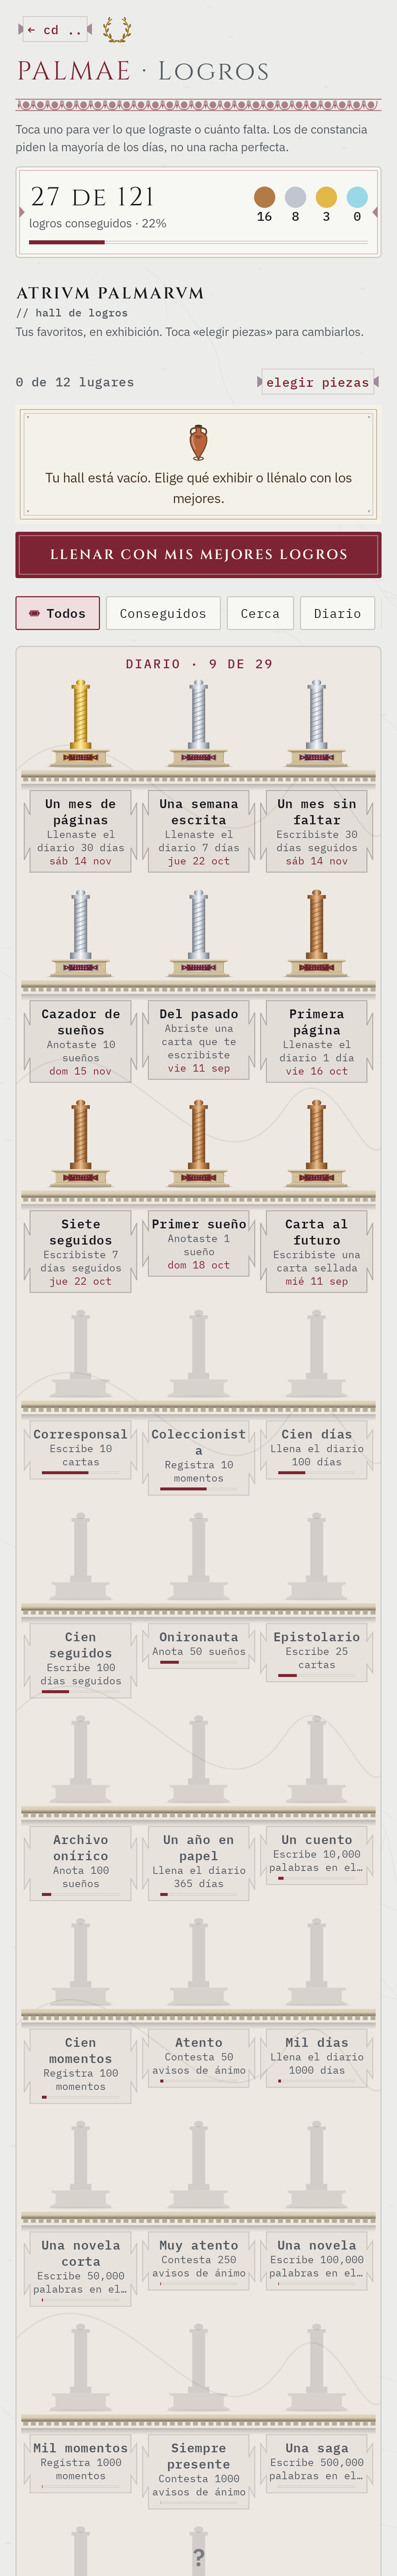 ← cd ..
PALMAE · LOGROS
Toca uno para ver lo que lograste o cuánto falta. Los de constancia
piden la mayoría de los días, no una racha perfecta.
27 DE 121
logros conseguidos · 22%
16 8 3 0
ATRIVM PALMARVM
// hall de logros
Tus favoritos, en exhibición. Toca «elegir piezas» para cambiarlos.
0 de 12 lugares
elegir piezas
Tu hall está vacío. Elige qué exhibir o llénalo con los
mejores.
LLENAR CON MIS MEJORES LOGROS
Todos
Conseguidos
Cerca
Diario
DIARIO · 9 DE 29
Un mes de
páginas
Llenaste el
diario 30 días
sáb 14 nov
Una semana
escrita
Llenaste el
diario 7 días
jue 22 oct
Un mes sin
faltar
Escribiste 30
días seguidos
sáb 14 nov
Cazador de
sueños
Anotaste 10
sueños
dom 15 nov
Del pasado
Abriste una
carta que te
escribiste
vie 11 sep
Primera
página
Llenaste el
diario 1 día
vie 16 oct
Siete
seguidos
Escribiste 7
días seguidos
jue 22 oct
Primer sueño
Anotaste 1
sueño
dom 18 oct
Carta al
futuro
Escribiste una
carta sellada
mié 11 sep
Corresponsal
Escribe 10
cartas
Coleccionist
a
Registra 10
momentos
Cien días
Llena el diario
100 días
Cien
seguidos
Escribe 100
días seguidos
Onironauta
Anota 50 sueños
Epistolario
Escribe 25
cartas
Archivo
onírico
Anota 100
sueños
Un año en
papel
Llena el diario
365 días
Un cuento
Escribe 10,000
palabras en el…
Cien
momentos
Registra 100
momentos
Atento
Contesta 50
avisos de ánimo
Mil días
Llena el diario
1000 días
Una novela
corta
Escribe 50,000
palabras en el…
Muy atento
Contesta 250
avisos de ánimo
Una novela
Escribe 100,000
palabras en el…
Mil momentos
Registra 1000
momentos
Siempre
presente
Contesta 1000
avisos de ánimo
Una saga
Escribe 500,000
palabras en el…
?